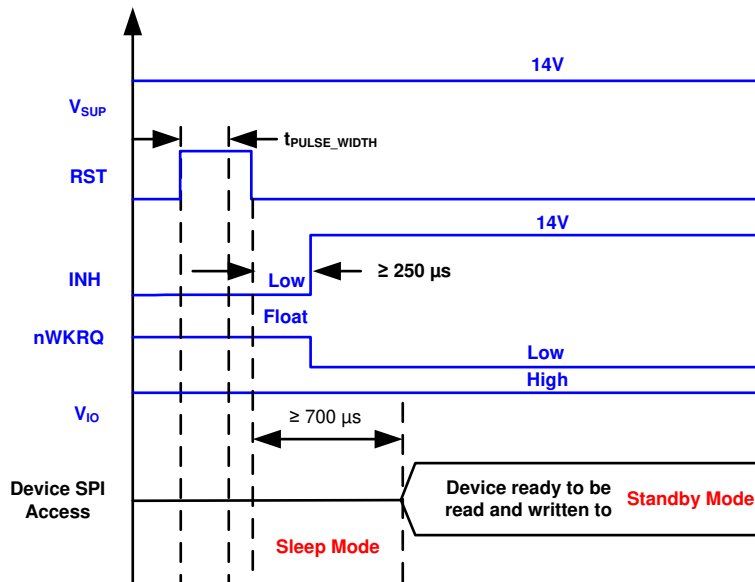 14V
VSUP
tPULSE_WIDTH
RST
14V
INH
Low
≥ 250 µs
Float
nWKRQ
Low
High
VIO
≥ 700 µs
Device SPI
Access
Device ready to be
read and written to
Standby Mode
Sleep Mode